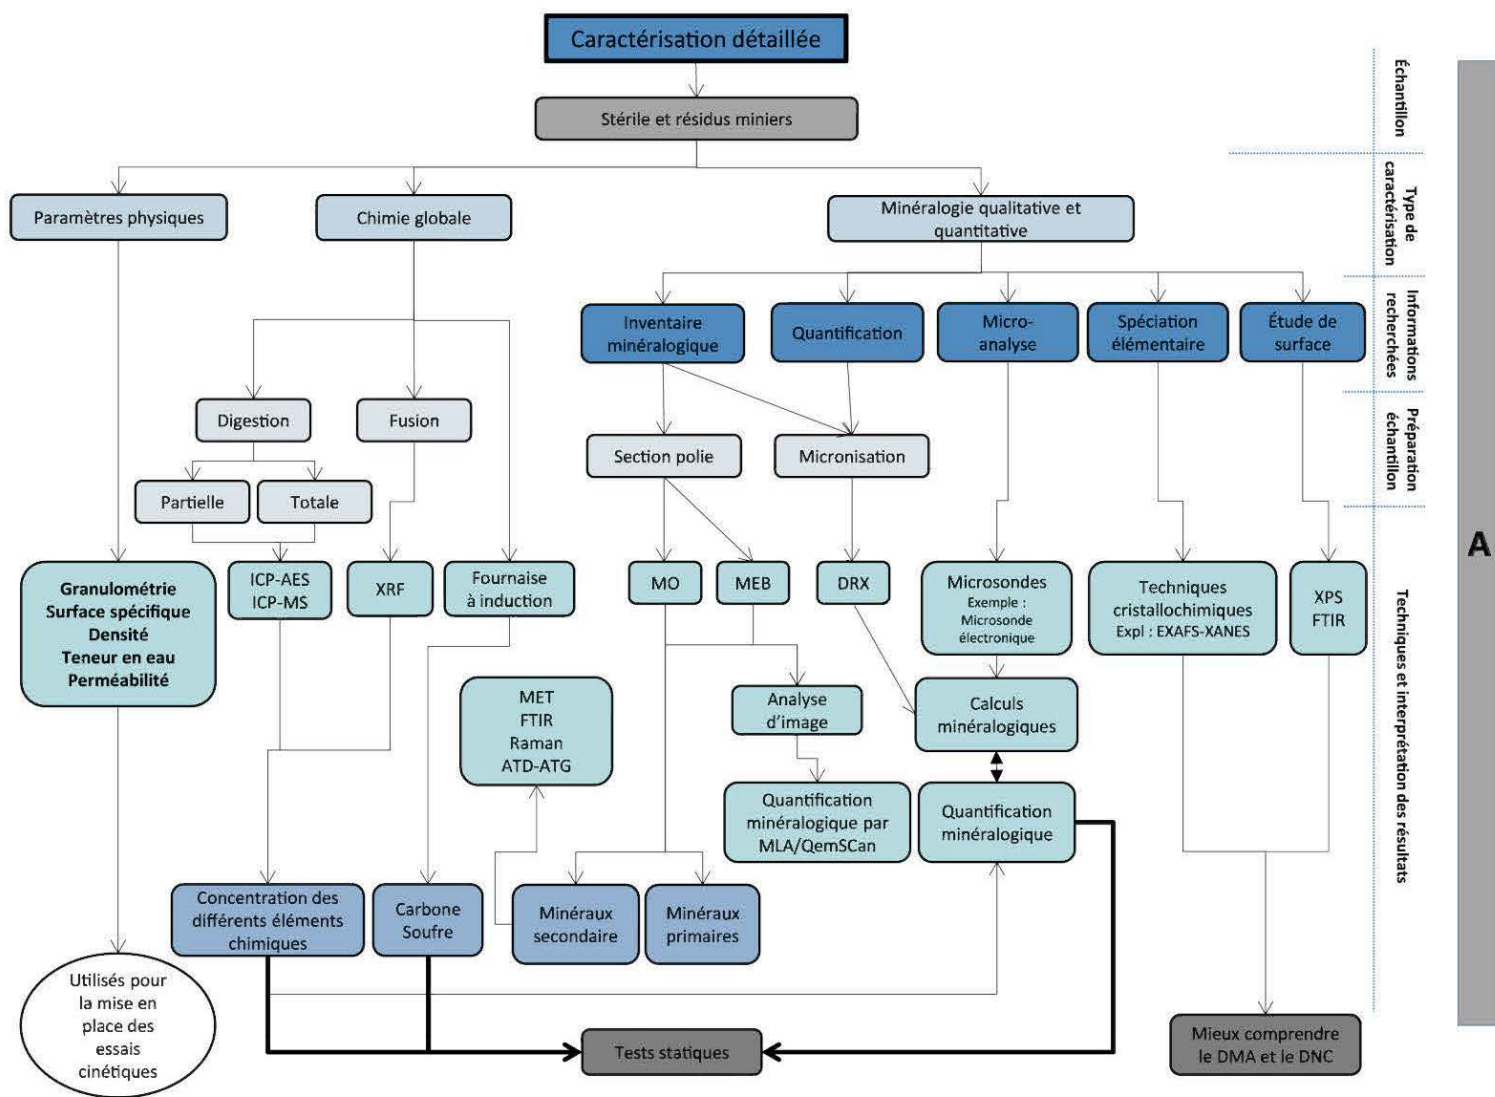 Caractérisation détaillée
Stérile et résidus miniers
Paramètres physiques
Chimie globale
Minéralogie qualitative et
quantitative
Inventaire
minéralogique
Quantification
Micro-
analyse
Spéciation
élémentaire
Étude de
surface
Digestion
Fusion
Section polie
Micronisation
Partielle
Totale
Granulométrie
Surface spécifique
Densité
Teneur en eau
Perméabilité
ICP-AES
ICP-MS
XRF
Fournaise
à induction
MO
MEB
DRX
Microsondes
Exemple :
Microsonde
électronique
Techniques
cristallochimiques
Expl : EXAFS-XANES
XPS
FTIR
MET
FTIR
Raman
ATD-ATG
Analyse
d’image
Calculs
minéralogiques
Quantification
minéralogique par
MLA/QemSCan
Quantification
minéralogique
Concentration des
différents éléments
chimiques
Carbone
Soufre
Minéraux
secondaire
Minéraux
primaires
Utilisés pour
la mise en
place des
essais
cinétiques
Tests statiques
Mieux comprendre
le DMA et le DNC
Échantillon
Type de
caractérisation
Informations
recherchées
Préparation
échantillon
Techniques et interprétation des résultats
A